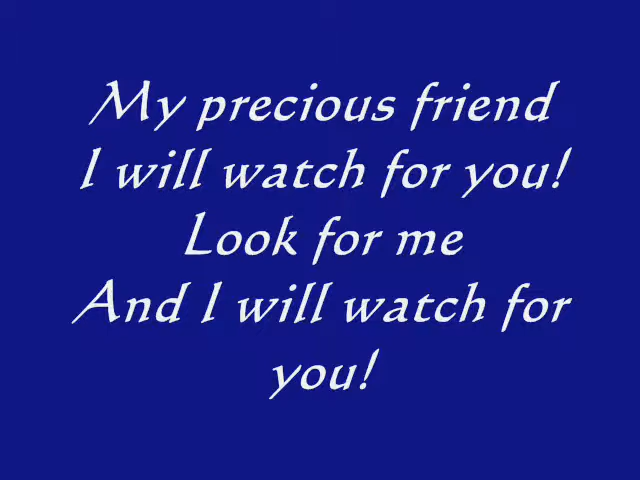 My precious friend
I will watch for you!
Look for me
And I will watch for
you!